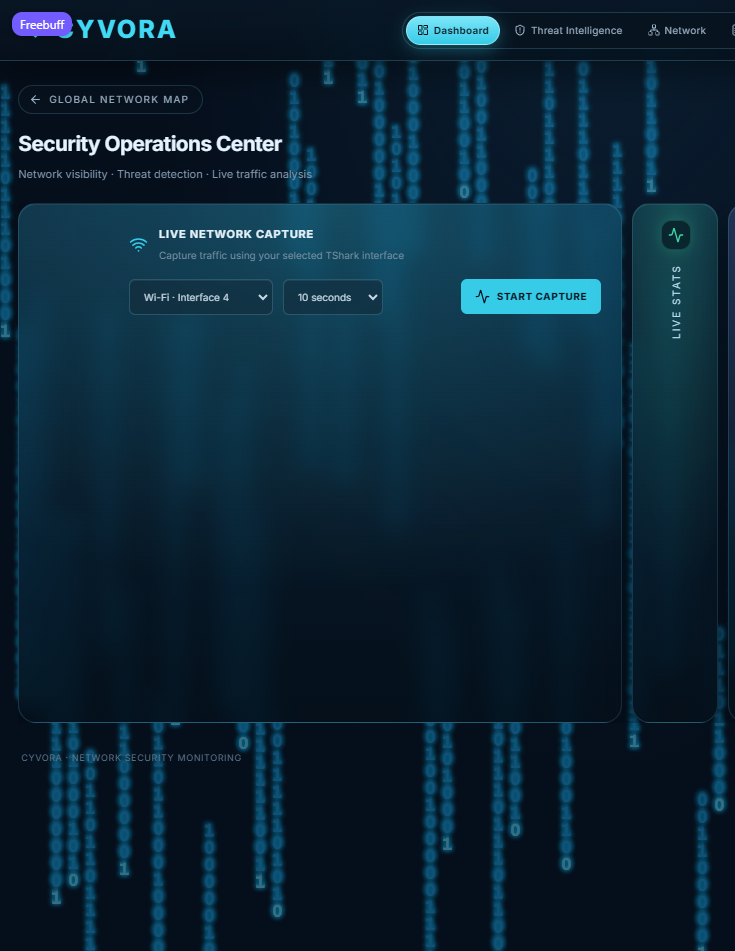 Freebuff
CYVORA
Dashboard
Threat Intelligence
Network
GLOBAL NETWORK MAP
Security Operations Center
Network visibility · Threat detection · Live traffic analysis
LIVE NETWORK CAPTURE
Capture traffic using your selected TShark interface
Wi-Fi · Interface 4
10 seconds
START CAPTURE
LIVE STATS
CYVORA · NETWORK SECURITY MONITORING